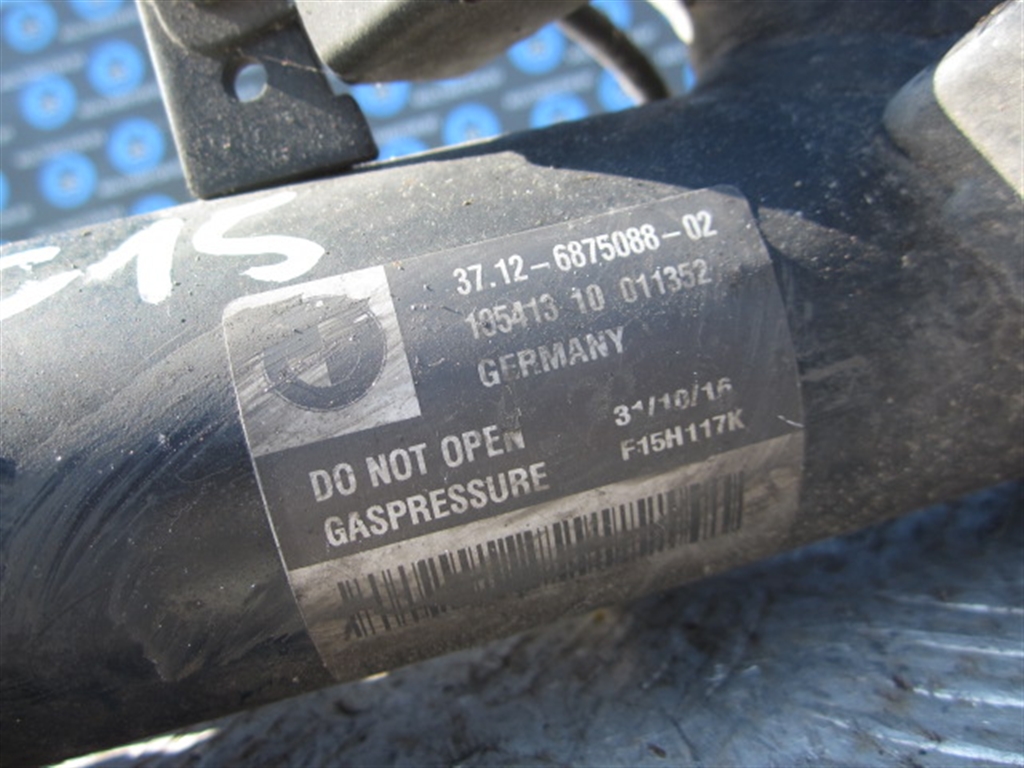 37.12-6875088-02
185413 10 011352
GERMANY
31/10/16
DO NOT OPEN
F15H117K
GASPRESSURE